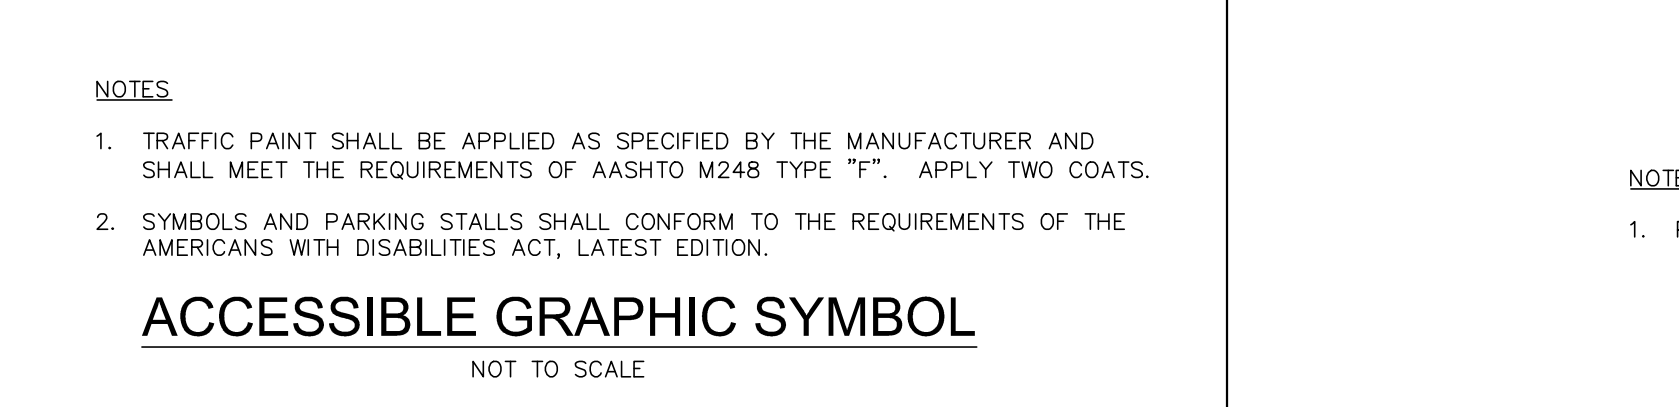 NOTES
1. TRAFFIC PAINT SHALL BE APPLIED AS SPECIFIED BY THE MANUFACTURER AND
SHALL MEET THE REQUIREMENTS OF AASHTO M248 TYPE "F". APPLY TWO COATS.
2. SYMBOLS AND PARKING STALLS SHALL CONFORM TO THE REQUIREMENTS OF THE
AMERICANS WITH DISABILITIES ACT, LATEST EDITION.
ACCESSIBLE GRAPHIC SYMBOL
NOT TO SCALE
1.